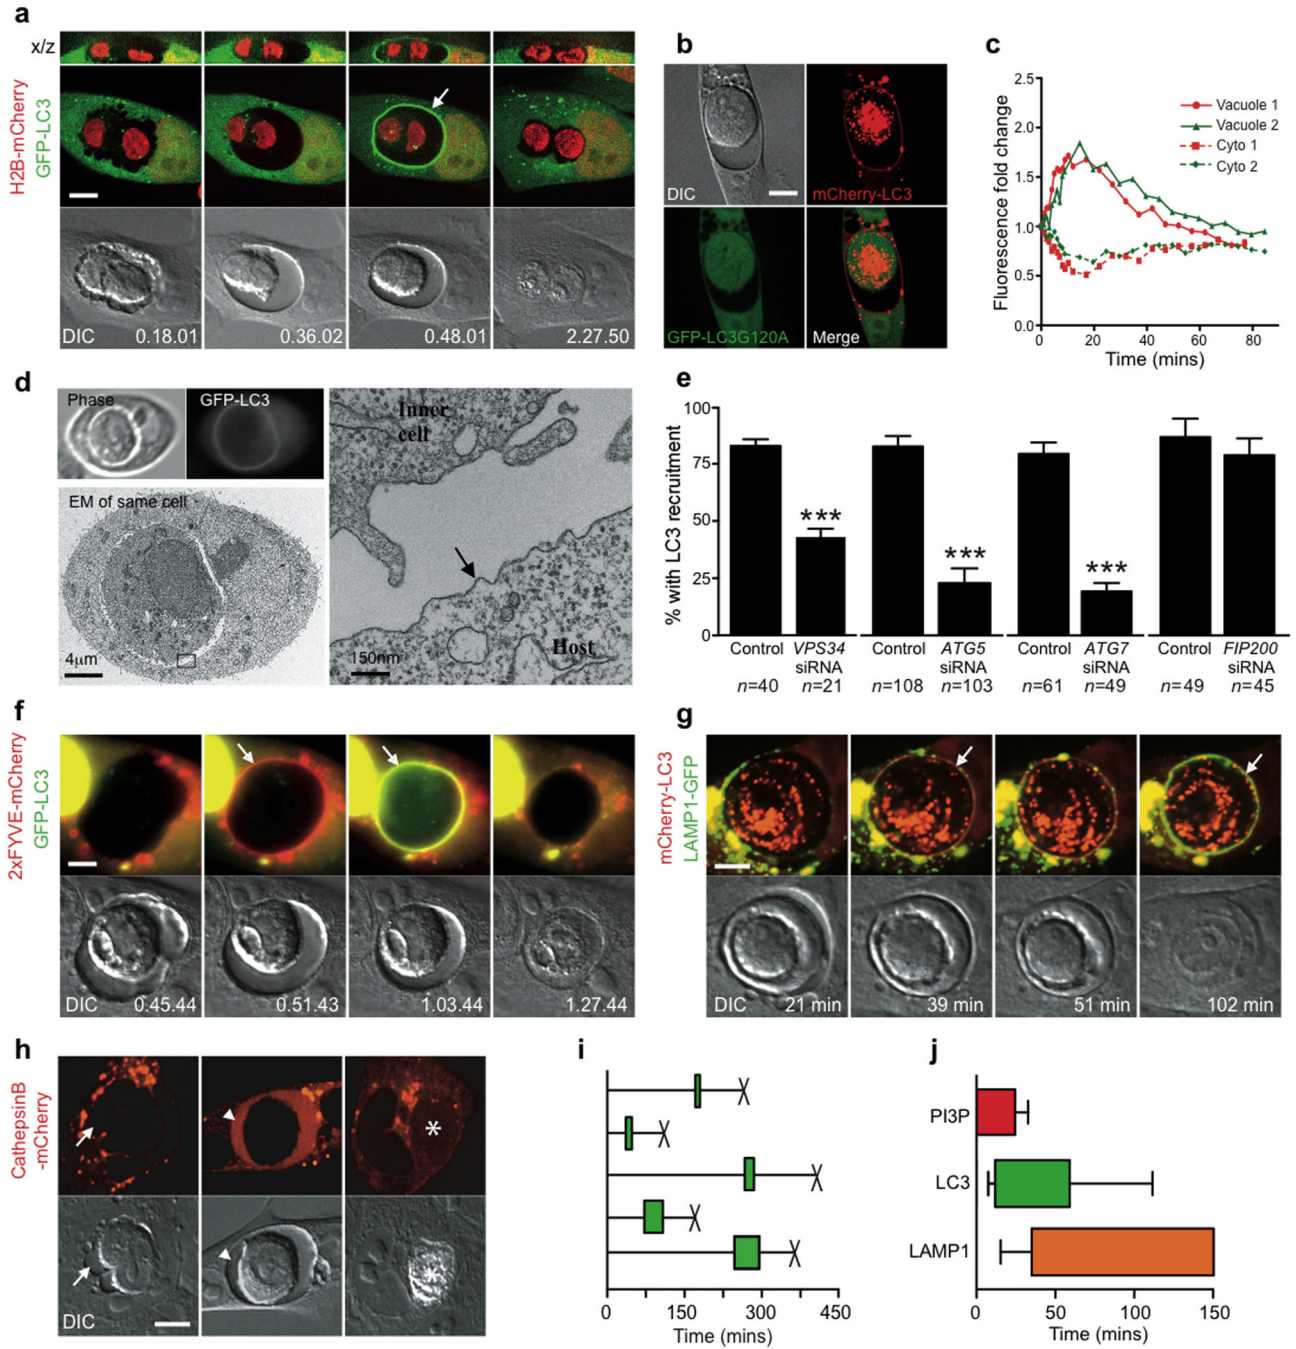 a
x/z
H2B-mCherry
GFP-LC3
DIC
0.18.01
0.36.02
0.48.01
2.27.50
b
DIC
mCherry-LC3
GFP-LC3G120A
Merge
c
Fluorescence fold change
2.5
2.0
1.5
1.0
0.5
0.0
0 20 40 60 80
Time (mins)
Vacuole 1
Vacuole 2
Cyto 1
Cyto 2
d
Phase
GFP-LC3
EM of same cell
4µm
Inner
cell
Host
150nm
e
% with LC3 recruitment
100
75
50
25
0
***
***
***
Control VPS34 Control ATG5 Control ATG7 Control FIP200
siRNA siRNA siRNA siRNA
n=40 n=21 n=108 n=103 n=61 n=49 n=49 n=45
f
2xFYVE-mCherry
GFP-LC3
DIC
0.45.44
0.51.43
1.03.44
1.27.44
g
mCherry-LC3
LAMP1-GFP
DIC
21 min
39 min
51 min
102 min
h
CathepsinB
-mCherry
*
DIC
*
i
0 150 300 450
Time (mins)
j
PI3P
LC3
LAMP1
0 50 100 150
Time (mins)